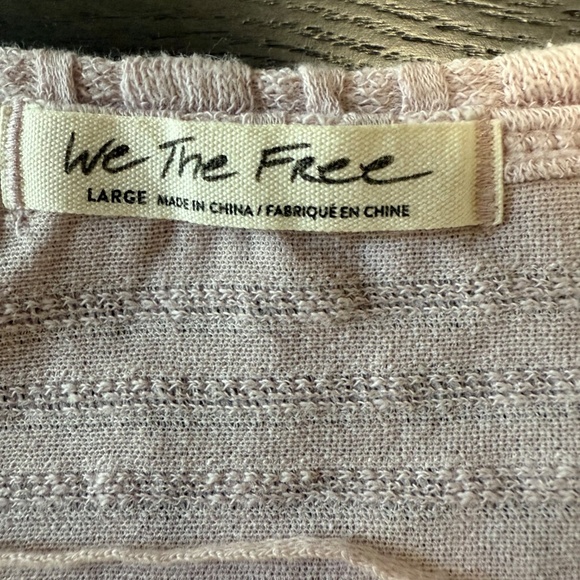 We The Free
LARGE MADE IN CHINA / FABRIQUÉ EN CHINE